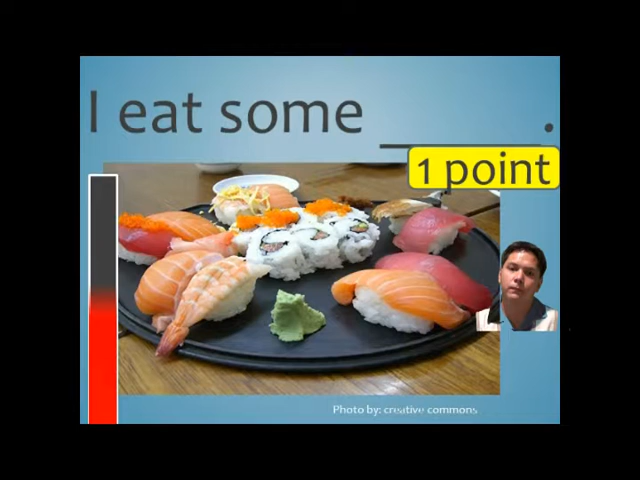 I eat some ______.
1 point
Photo by: creative commons